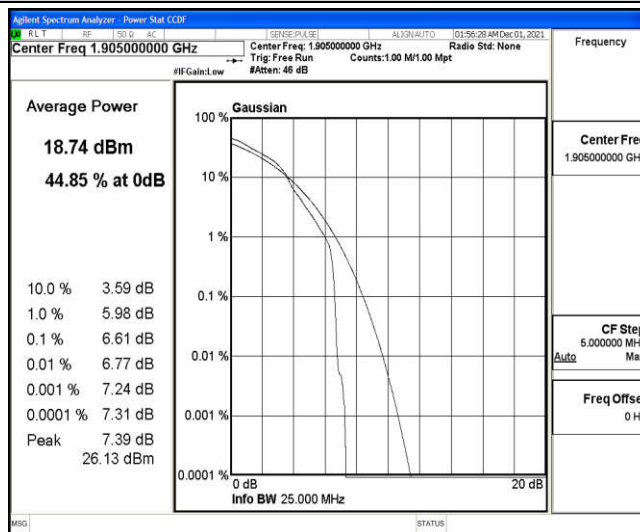 Agilent Spectrum Analyzer - Power Stat CCDF
RLT RF 50 Ω AC SENSE:PULSE ALIGN AUTO 01:56:28 AM Dec 01, 2021
Center Freq 1.905000000 GHz
Center Freq: 1.905000000 GHz Radio Std: None
Trig: Free Run Counts:1.00 M/1.00 Mpt
#IFGain:Low #Atten: 46 dB
Frequency
Average Power
18.74 dBm
44.85 % at 0dB
10.0 % 3.59 dB
1.0 % 5.98 dB
0.1 % 6.61 dB
0.01 % 6.77 dB
0.001 % 7.24 dB
0.0001 % 7.31 dB
Peak 7.39 dB
26.13 dBm
Gaussian
100 %
10 %
1 %
0.1 %
0.01 %
0.001 %
0.0001 %
0 dB 20 dB
Info BW 25.000 MHz
Center Fre
1.905000000 GH
CF Ste
5.000000 MH
Auto Ma
Freq Offse
0 H
MSG STATUS